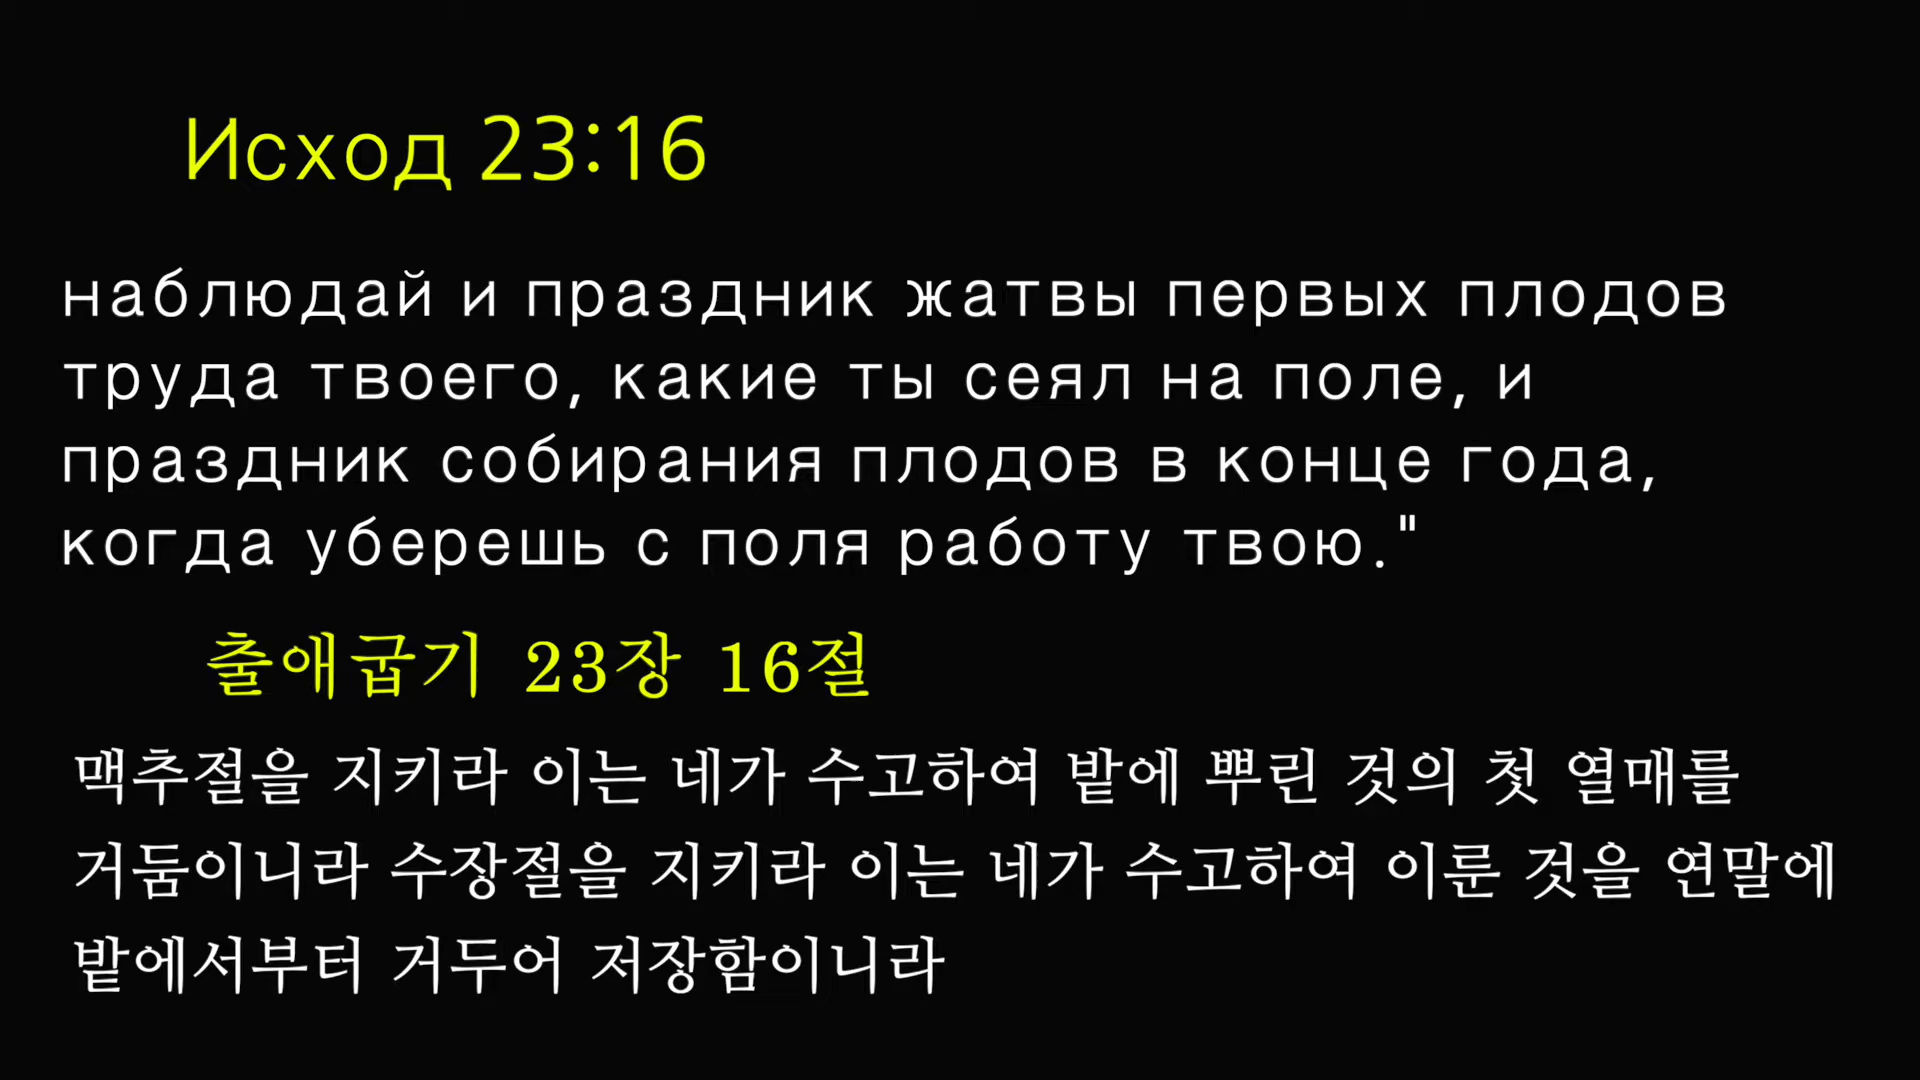 Исход 23:16
наблюдай и праздник жатвы первых плодов
труда твоего, какие ты сеял на поле, и
праздник собирания плодов в конце года,
когда уберешь с поля работу твою."
출애굽기 23장 16절
맥추절을 지키라 이는 네가 수고하여 밭에 뿌린 것의 첫 열매를
거둠이니라 수장절을 지키라 이는 네가 수고하여 이룬 것을 연말에
밭에서부터 거두어 저장함이니라